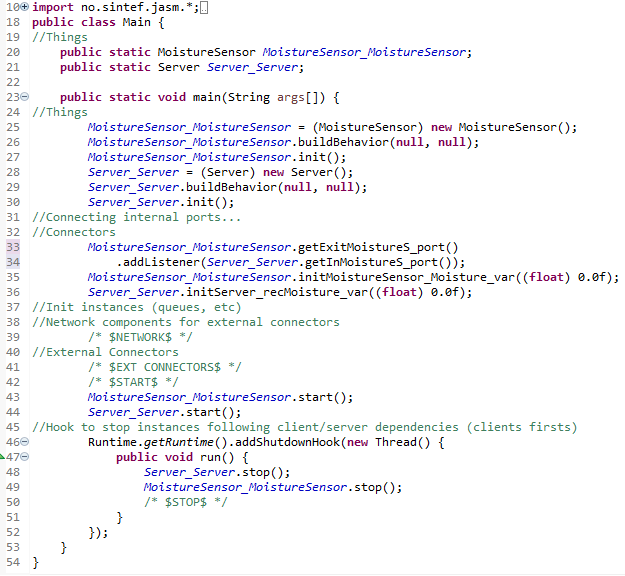 10 import no.sintef.jasm.*;
18 public class Main {
19 //Things
20     public static MoistureSensor MoistureSensor_MoistureSensor;
21     public static Server Server_Server;
22
23     public static void main(String args[]) {
24 //Things
25         MoistureSensor_MoistureSensor = (MoistureSensor) new MoistureSensor();
26         MoistureSensor_MoistureSensor.buildBehavior(null, null);
27         MoistureSensor_MoistureSensor.init();
28         Server_Server = (Server) new Server();
29         Server_Server.buildBehavior(null, null);
30         Server_Server.init();
31 //Connecting internal ports...
32 //Connectors
33         MoistureSensor_MoistureSensor.getExitMoistureS_port()
34             .addListener(Server_Server.getInMoistureS_port());
35         MoistureSensor_MoistureSensor.initMoistureSensor_Moisture_var((float) 0.0f);
36         Server_Server.initServer_recMoisture_var((float) 0.0f);
37 //Init instances (queues, etc)
38 //Network components for external connectors
39         /* $NETWORK$ */
40 //External Connectors
41         /* $EXT CONNECTORS$ */
42         /* $START$ */
43         MoistureSensor_MoistureSensor.start();
44         Server_Server.start();
45 //Hook to stop instances following client/server dependencies (clients firsts)
46         Runtime.getRuntime().addShutdownHook(new Thread() {
47             public void run() {
48                 Server_Server.stop();
49                 MoistureSensor_MoistureSensor.stop();
50                 /* $STOP$ */
51             }
52         });
53     }
54 }